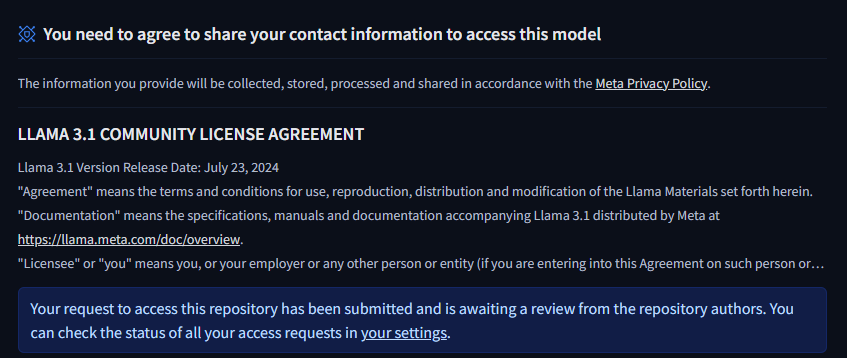 You need to agree to share your contact information to access this model
The information you provide will be collected, stored, processed and shared in accordance with the Meta Privacy Policy.
LLAMA 3.1 COMMUNITY LICENSE AGREEMENT
Llama 3.1 Version Release Date: July 23, 2024
"Agreement" means the terms and conditions for use, reproduction, distribution and modification of the Llama Materials set forth herein.
"Documentation" means the specifications, manuals and documentation accompanying Llama 3.1 distributed by Meta at
https://llama.meta.com/doc/overview.
"Licensee" or "you" means you, or your employer or any other person or entity (if you are entering into this Agreement on such person or…
Your request to access this repository has been submitted and is awaiting a review from the repository authors. You
can check the status of all your access requests in your settings.